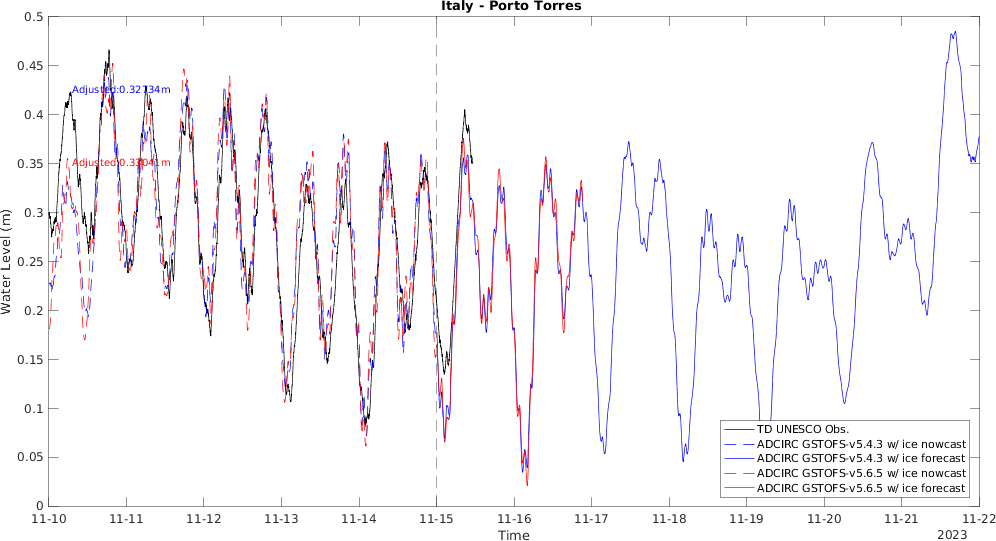 Italy - Porto Torres
Water Level (m)
0.5
0.45
0.4
0.35
0.3
0.25
0.2
0.15
0.1
0.05
0
Adjusted:0.32734m
Adjusted:0.33041m
TD UNESCO Obs.
ADCIRC GSTOFS-v5.4.3 w/ ice nowcast
ADCIRC GSTOFS-v5.4.3 w/ ice forecast
ADCIRC GSTOFS-v5.6.5 w/ ice nowcast
ADCIRC GSTOFS-v5.6.5 w/ ice forecast
11-10 11-11 11-12 11-13 11-14 11-15 11-16 11-17 11-18 11-19 11-20 11-21 11-22
Time
2023